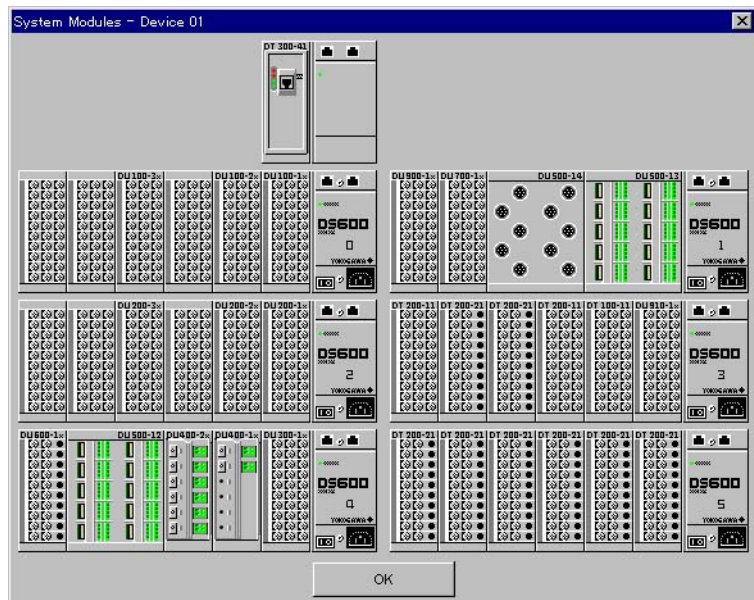 System Modules - Device 01
DT 300-41
DU100-3x DU100-2x DU100-1x
DS600
0
YOKOGAWA
DU900-1x DU700-1x DU500-14 DU500-13
DS600
1
YOKOGAWA
DU200-3x DU200-2x DU200-1x
DS600
2
YOKOGAWA
DT 200-11 DT 200-21 DT 200-21 DT 200-11 DT 100-11 DU910-1x
DS600
3
YOKOGAWA
DU600-1x DU500-12 DU400-2x DU400-1x DU300-1x
DS600
4
YOKOGAWA
DT 200-21 DT 200-21 DT 200-21 DT 200-21 DT 200-21 DT 200-21
DS600
5
YOKOGAWA
OK